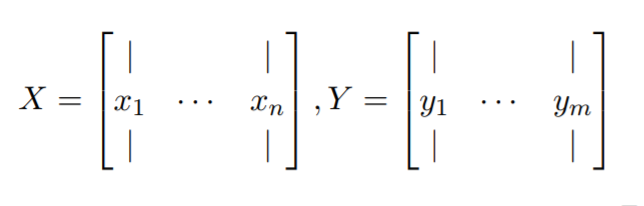 X = [ | | ; x₁ ⋯ xₙ ; | | ] , Y = [ | | ; y₁ ⋯ yₘ ; | | ]